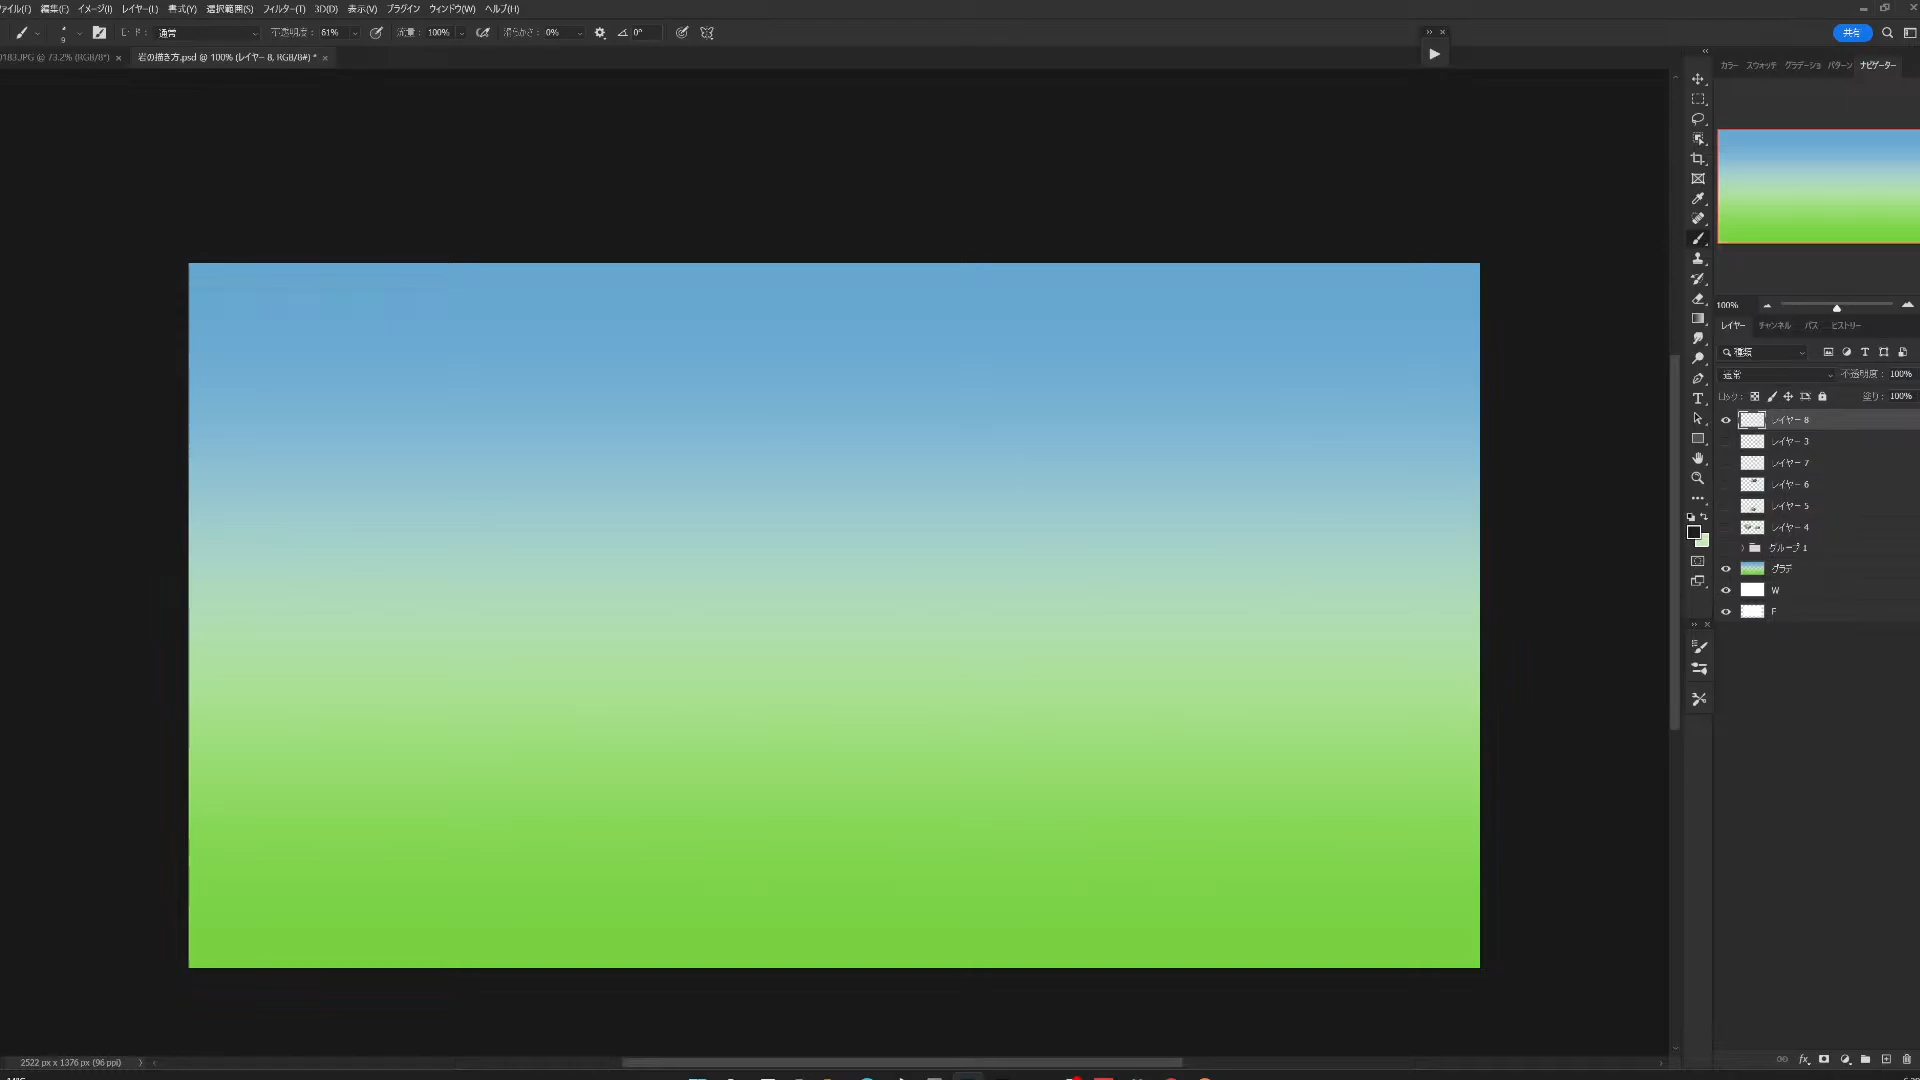 ファイル(F) 編集(E) イメージ(I) レイヤー(L) 書式(Y) 選択範囲(S) フィルター(T) 3D(D) 表示(V) プラグイン ウィンドウ(W) ヘルプ(H)
9 モード: 通常 不透明度: 61% 流量: 100% 滑らかさ: 0% 0° 共有
0183.JPG @ 73.2% (RGB/8*) × 岩の描き方.psd @ 100% (レイヤー 8, RGB/8#) * ×
カラー スウォッチ グラデーショ パターン ナビゲーター
100%
レイヤー チャンネル パス ヒストリー
種類
通常 不透明度: 100%
ロック: 塗り: 100%
レイヤー 8
レイヤー 3
レイヤー 7
レイヤー 6
レイヤー 5
レイヤー 4
グループ 1
グラデ
W
F
2522 px x 1376 px (96 ppi)
fx